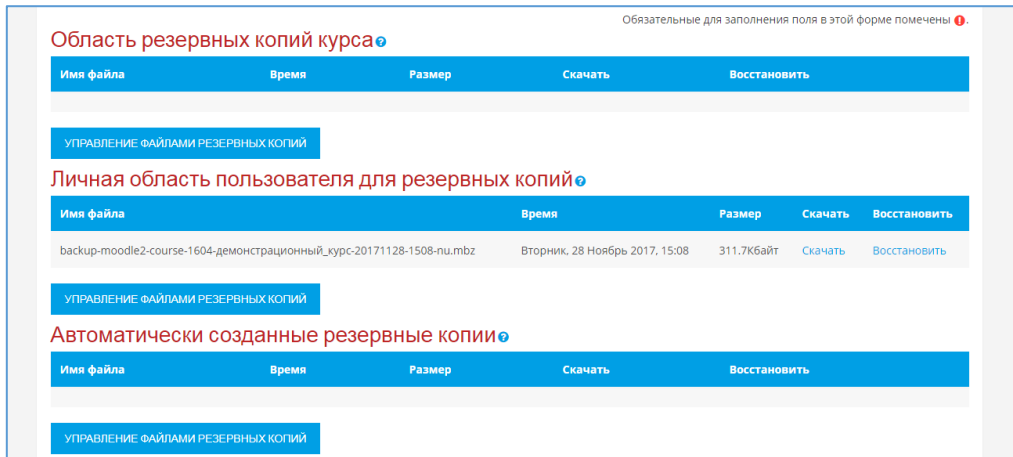 Обязательные для заполнения поля в этой форме помечены !.
Область резервных копий курса?
Имя файла Время Размер Скачать Восстановить
УПРАВЛЕНИЕ ФАЙЛАМИ РЕЗЕРВНЫХ КОПИЙ
Личная область пользователя для резервных копий?
Имя файла Время Размер Скачать Восстановить
backup-moodle2-course-1604-демонстрационный_курс-20171128-1508-nu.mbz Вторник, 28 Ноябрь 2017, 15:08 311.7Кбайт Скачать Восстановить
УПРАВЛЕНИЕ ФАЙЛАМИ РЕЗЕРВНЫХ КОПИЙ
Автоматически созданные резервные копии?
Имя файла Время Размер Скачать Восстановить
УПРАВЛЕНИЕ ФАЙЛАМИ РЕЗЕРВНЫХ КОПИЙ